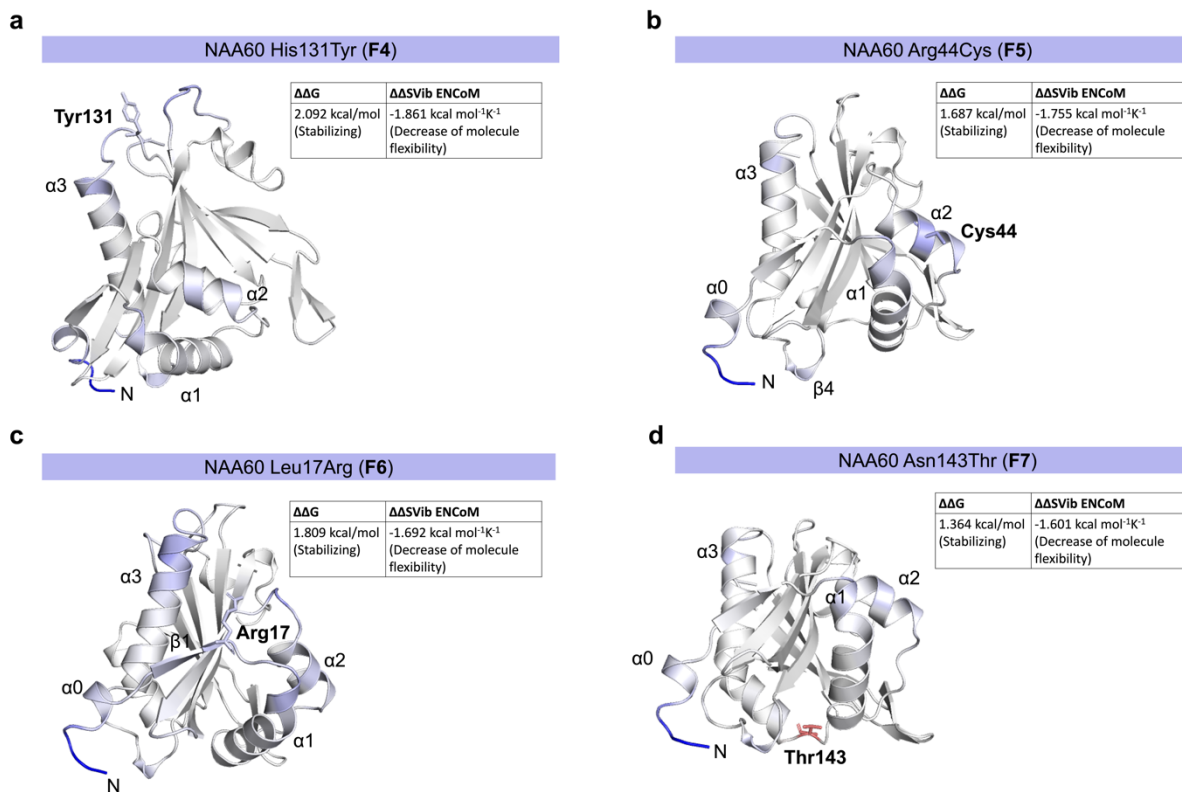 a
NAA60 His131Tyr (F4)
ΔΔG ΔΔSVib ENCoM
2.092 kcal/mol -1.861 kcal mol⁻¹K⁻¹
(Stabilizing) (Decrease of molecule
flexibility)
Tyr131
α3
α2
N
α1
b
NAA60 Arg44Cys (F5)
ΔΔG ΔΔSVib ENCoM
1.687 kcal/mol -1.755 kcal mol⁻¹K⁻¹
(Stabilizing) (Decrease of molecule
flexibility)
α3
α2
Cys44
α0
α1
N
β4
c
NAA60 Leu17Arg (F6)
ΔΔG ΔΔSVib ENCoM
1.809 kcal/mol -1.692 kcal mol⁻¹K⁻¹
(Stabilizing) (Decrease of molecule
flexibility)
α3
β1
Arg17
α2
α0
α1
N
d
NAA60 Asn143Thr (F7)
ΔΔG ΔΔSVib ENCoM
1.364 kcal/mol -1.601 kcal mol⁻¹K⁻¹
(Stabilizing) (Decrease of molecule
flexibility)
α3
α2
α1
α0
N
Thr143